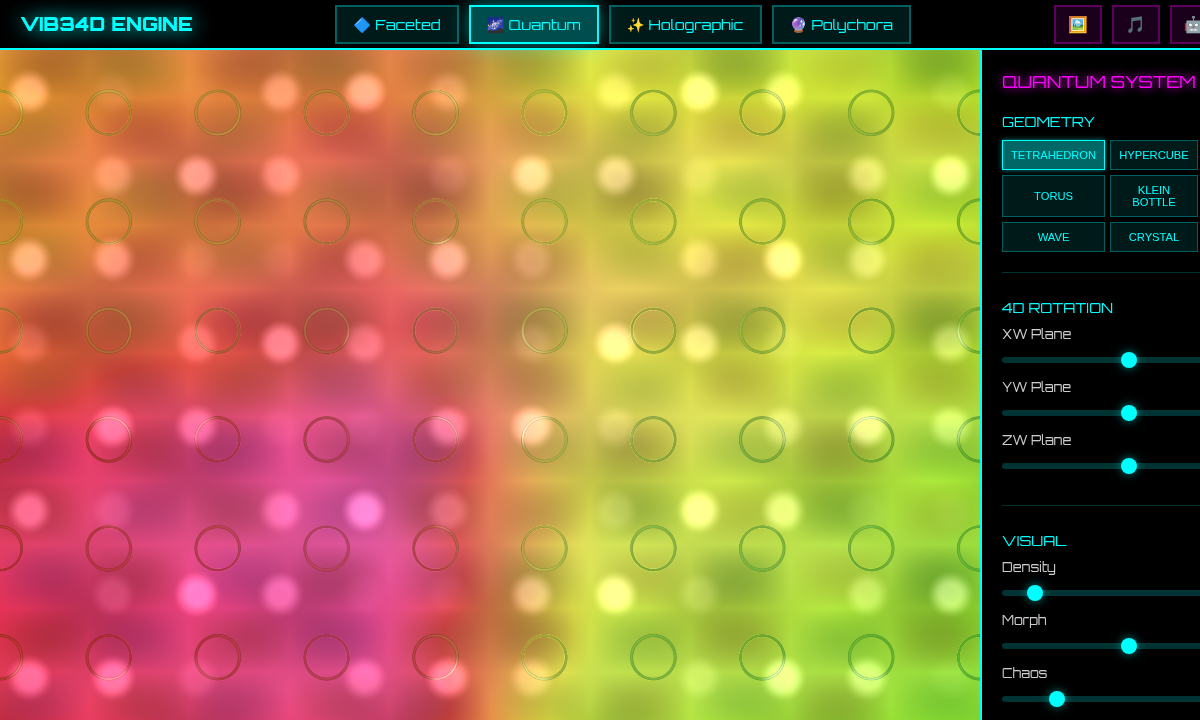 VIB34D ENGINE
🔷 Faceted
🌌 Quantum
✨ Holographic
🔮 Polychora
QUANTUM SYSTEM
GEOMETRY
TETRAHEDRON
HYPERCUBE
TORUS
KLEIN
BOTTLE
WAVE
CRYSTAL
4D ROTATION
XW Plane
YW Plane
ZW Plane
VISUAL
Density
Morph
Chaos